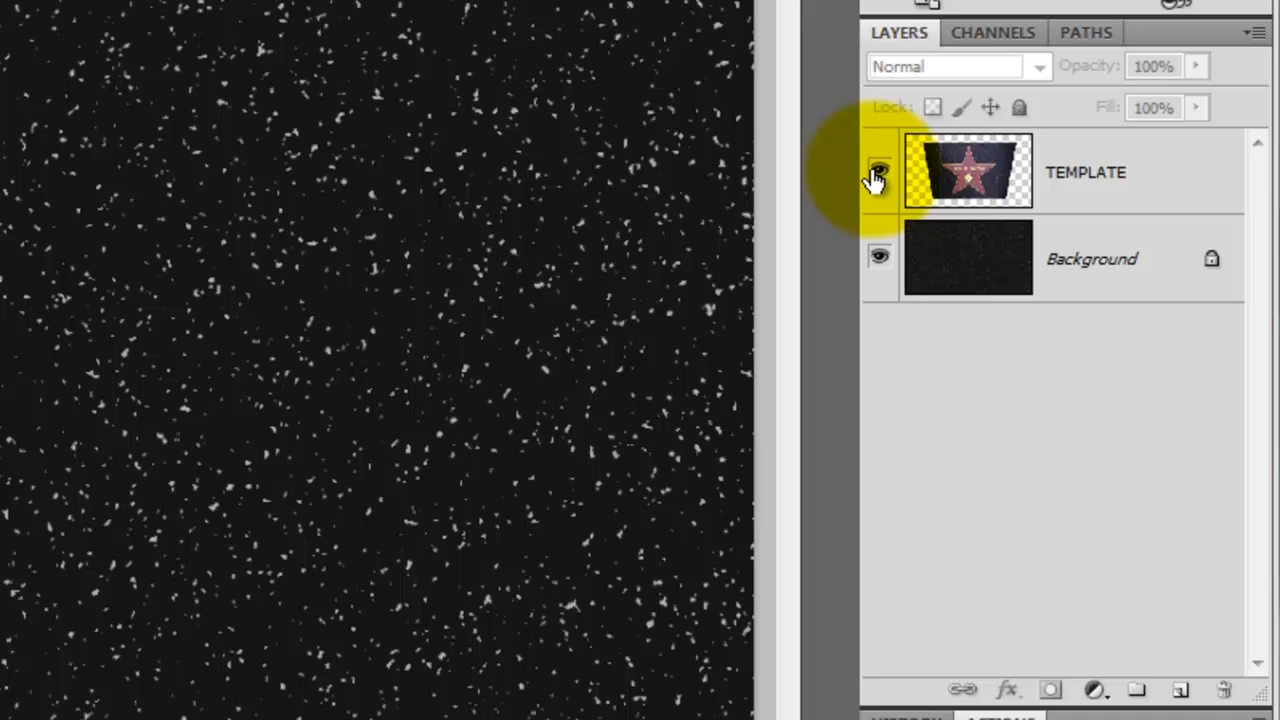 LAYERS CHANNELS PATHS
Normal Opacity: 100%
Lock: Fill: 100%
TEMPLATE
Background